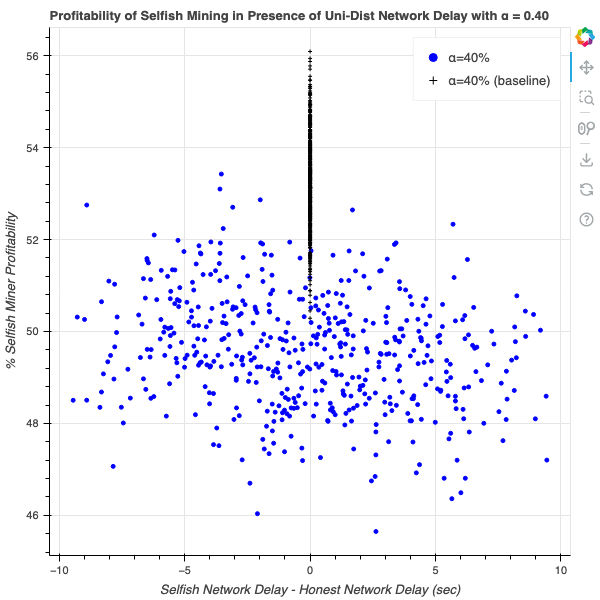 Profitability of Selfish Mining in Presence of Uni-Dist Network Delay with α = 0.40
α=40%
α=40% (baseline)
% Selfish Miner Profitability
56
54
52
50
48
46
−10
−5
0
5
10
Selfish Network Delay - Honest Network Delay (sec)